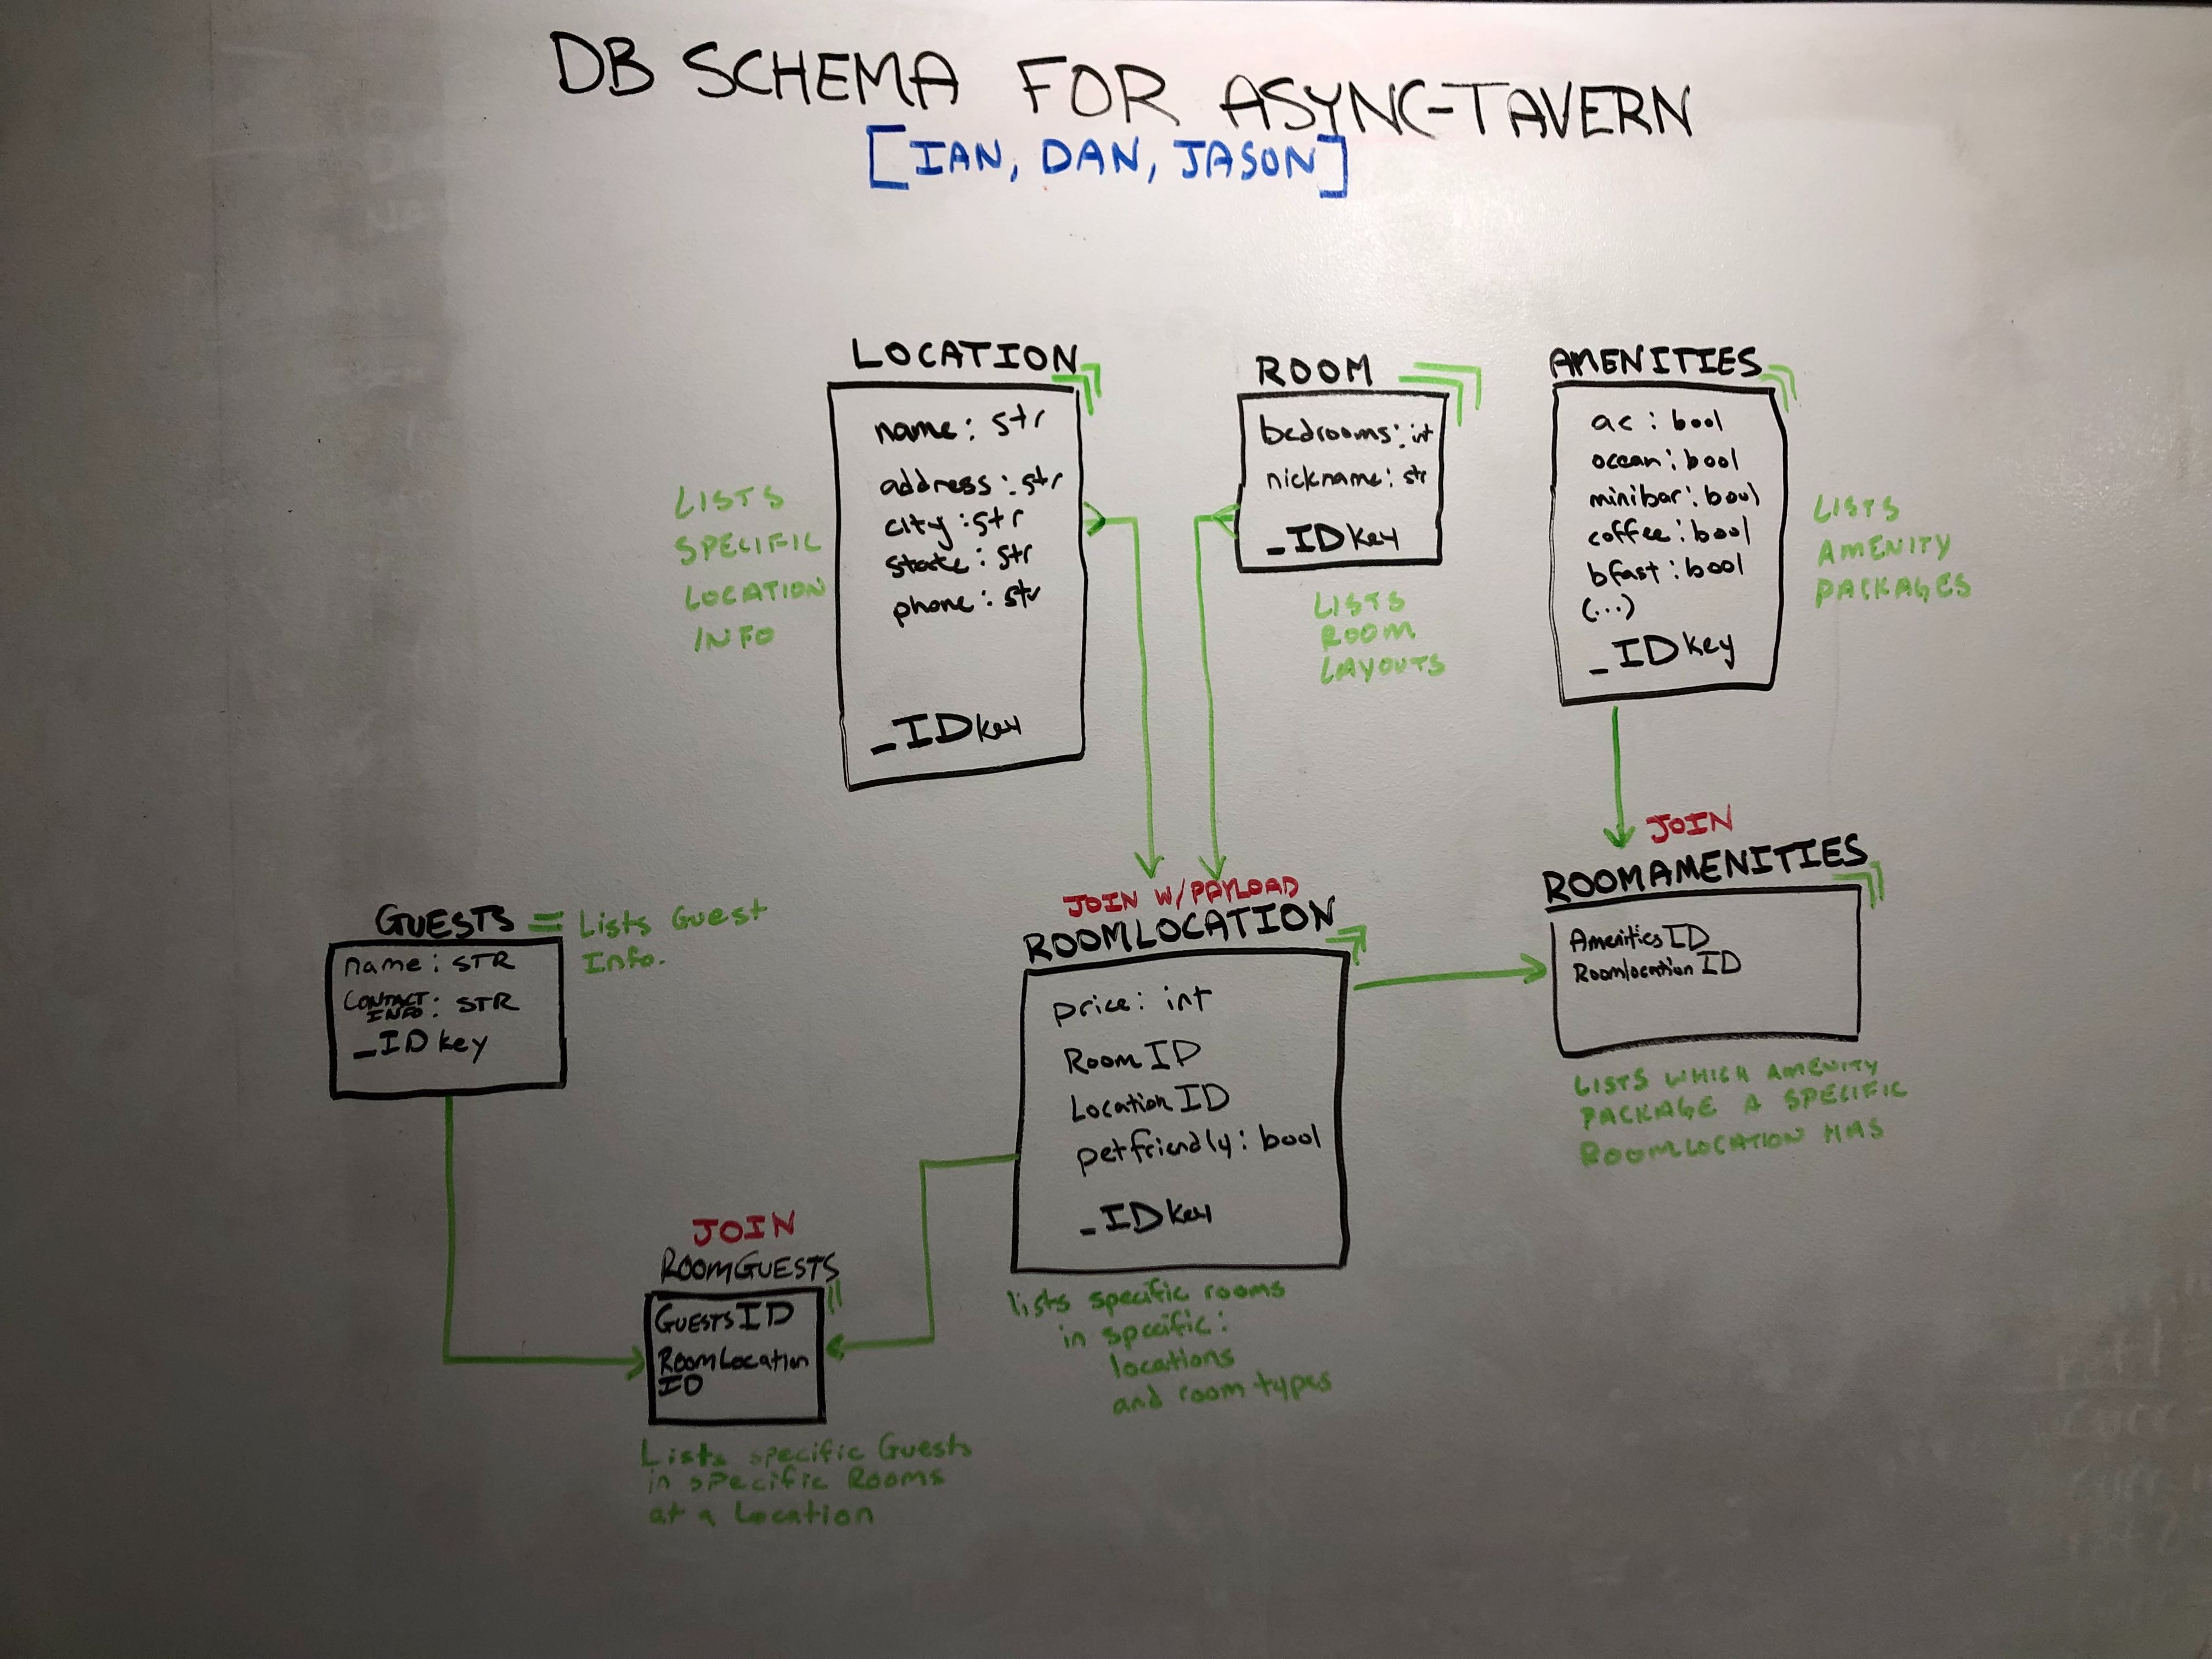 DB SCHEMA FOR ASYNC-TAVERN
[IAN, DAN, JASON]
LOCATION
name: str
address: str
city: str
state: str
phone: str
_ID key
LISTS
SPECIFIC
LOCATION
INFO
ROOM
bedrooms: int
nickname: str
_ID key
LISTS
ROOM
LAYOUTS
AMENITIES
ac: bool
ocean: bool
minibar: bool
coffee: bool
bfast: bool
(...)
_ID key
LISTS
AMENITY
PACKAGES
GUESTS = Lists Guest
Info.
name: STR
CONTACT INFO: STR
_ID key
JOIN W/PAYLOAD
ROOMLOCATION
price: int
Room ID
Location ID
petfriendly: bool
_ID key
lists specific rooms
in specific:
locations
and room types
JOIN
ROOMAMENITIES
Amenities ID
Roomlocation ID
LISTS WHICH AMENITY
PACKAGE A SPECIFIC
ROOMLOCATION HAS
JOIN
ROOMGUESTS
GUESTS ID
RoomLocation
ID
Lists specific Guests
in specific Rooms
at a Location